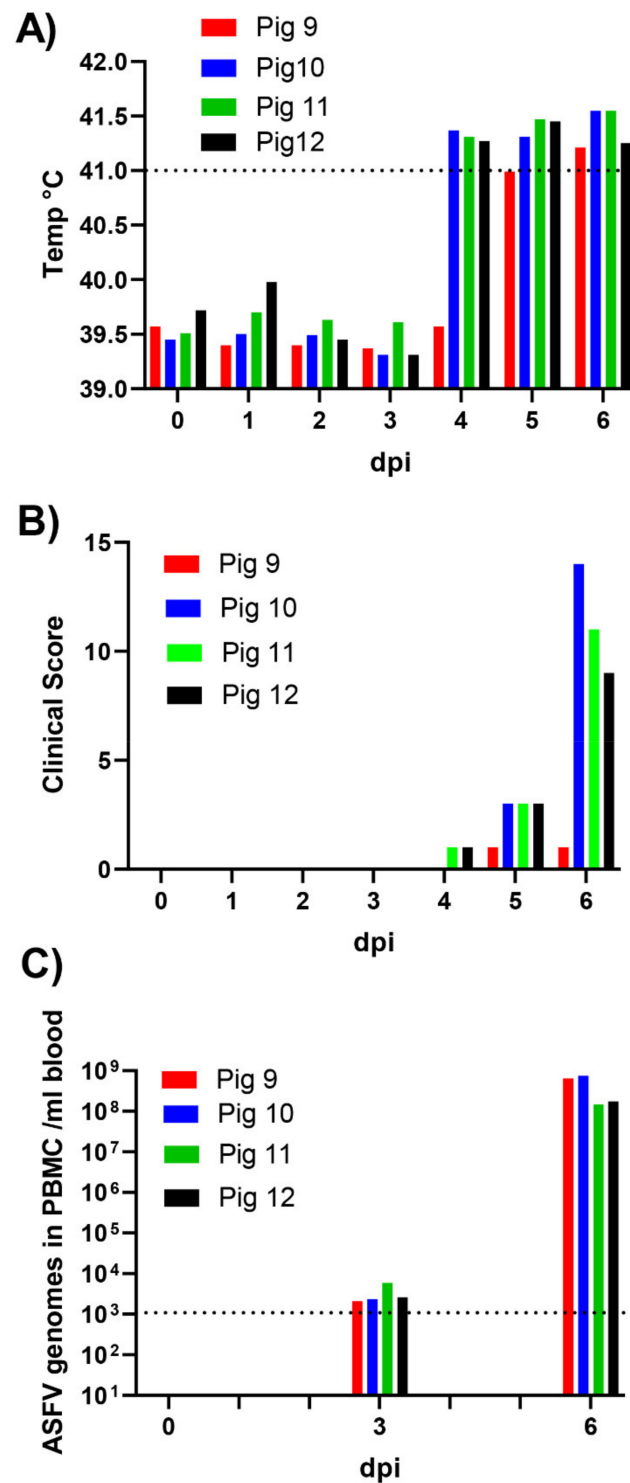 A)
Pig 9
Pig10
Pig 11
Pig12
42.0
41.5
41.0
40.0
39.5
39.0
Temp °C
0 1 2 3 4 5 6
dpi
B)
Pig 9
Pig 10
Pig 11
Pig 12
15
10
5
0
Clinical Score
0 1 2 3 4 5 6
dpi
C)
Pig 9
Pig 10
Pig 11
Pig 12
10⁹
10⁸
10⁷
10⁶
10⁵
10⁴
10³
10²
10¹
ASFV genomes in PBMC /ml blood
0 3 6
dpi